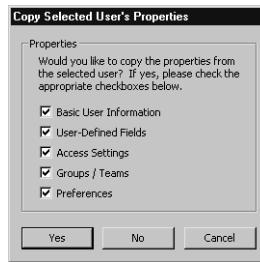 Copy Selected User's Properties
Properties
Would you like to copy the properties from
the selected user? If yes, please check the
appropriate checkboxes below.
Basic User Information
User-Defined Fields
Access Settings
Groups / Teams
Preferences
Yes
No
Cancel